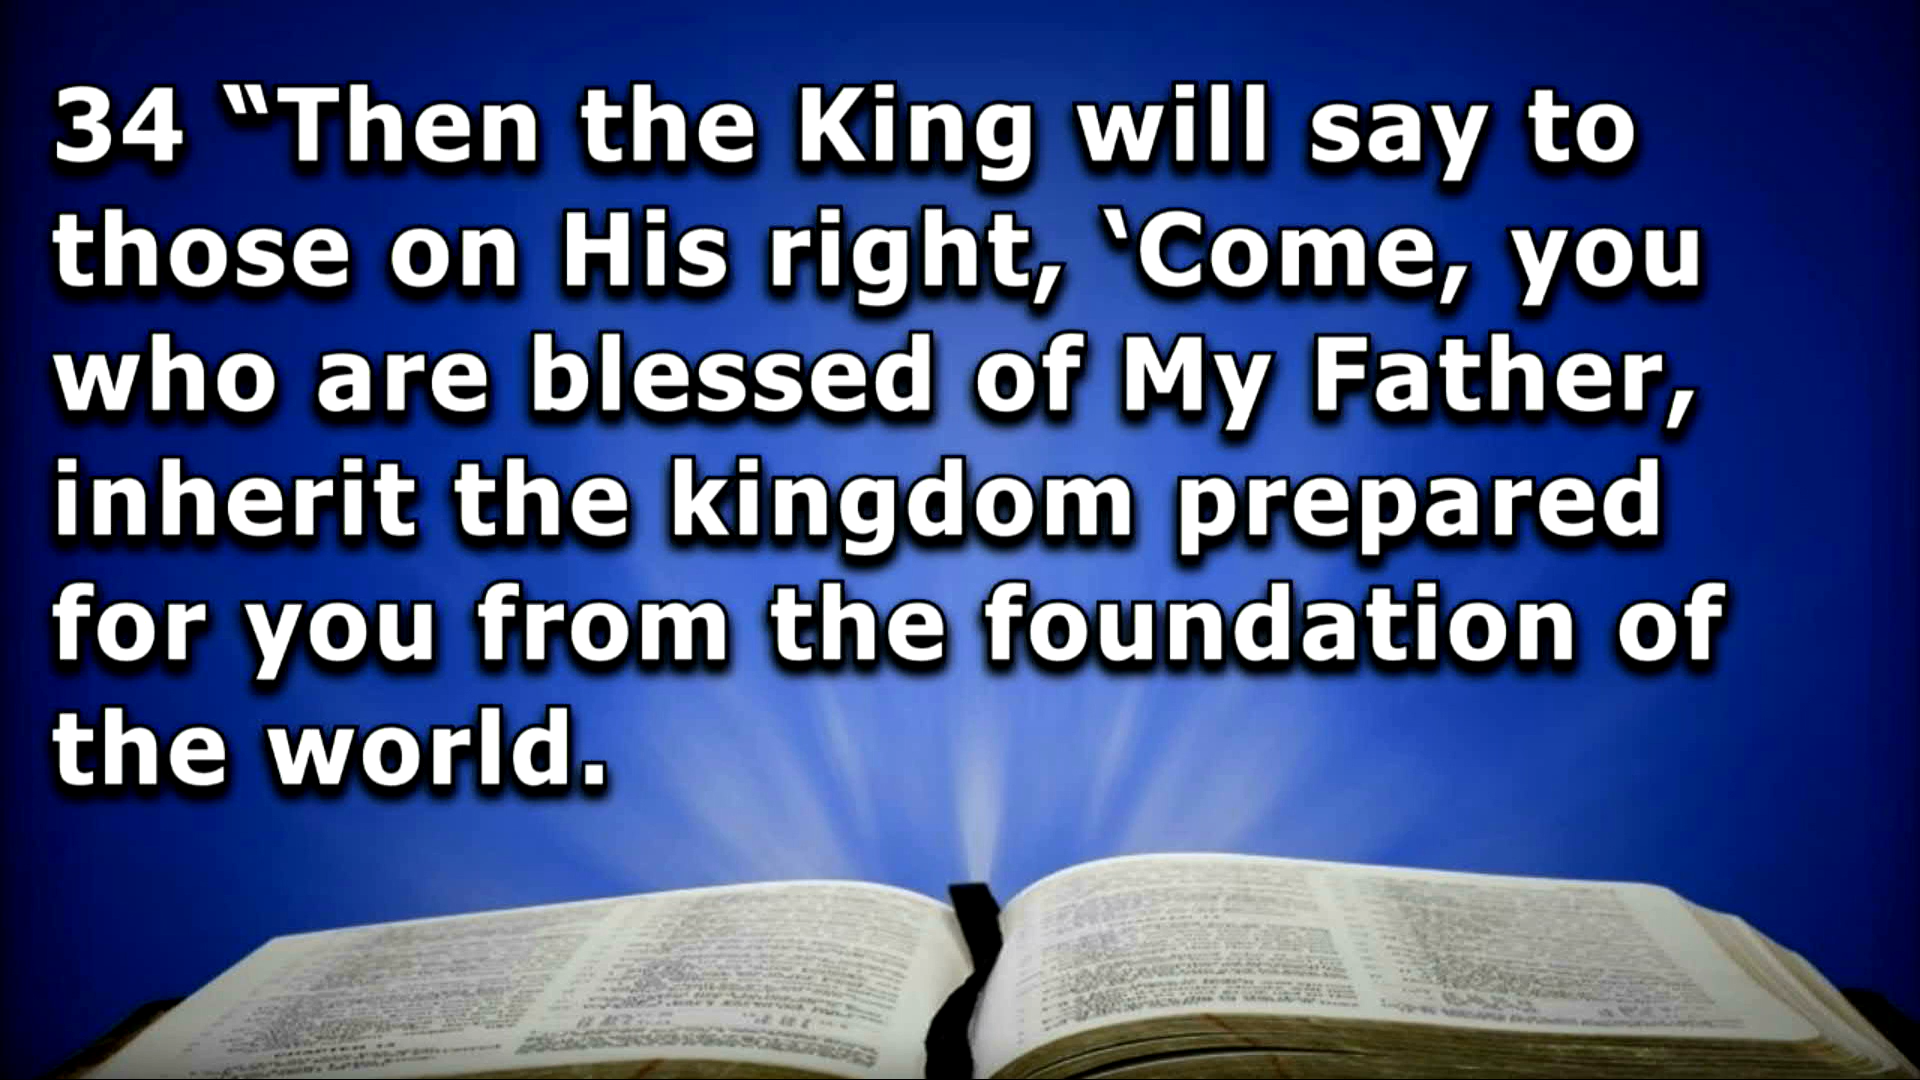 34 “Then the King will say to
those on His right, ‘Come, you
who are blessed of My Father,
inherit the kingdom prepared
for you from the foundation of
the world.